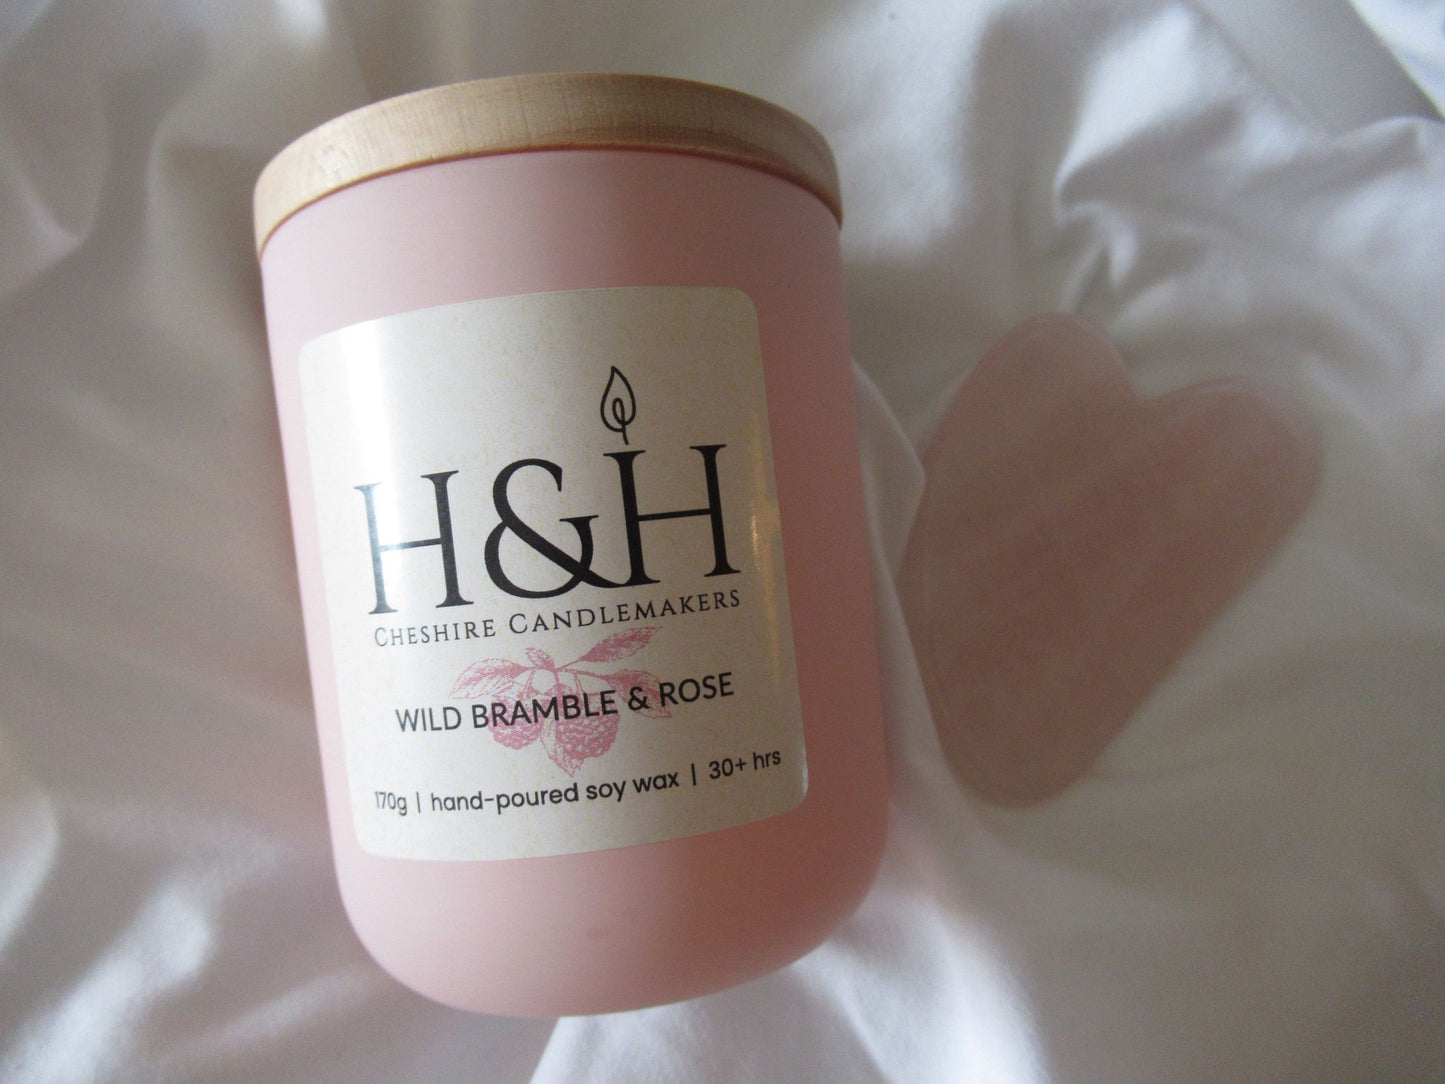 H&H
CHESHIRE CANDLEMAKERS
WILD BRAMBLE & ROSE
170g | hand-poured soy wax | 30+ hrs